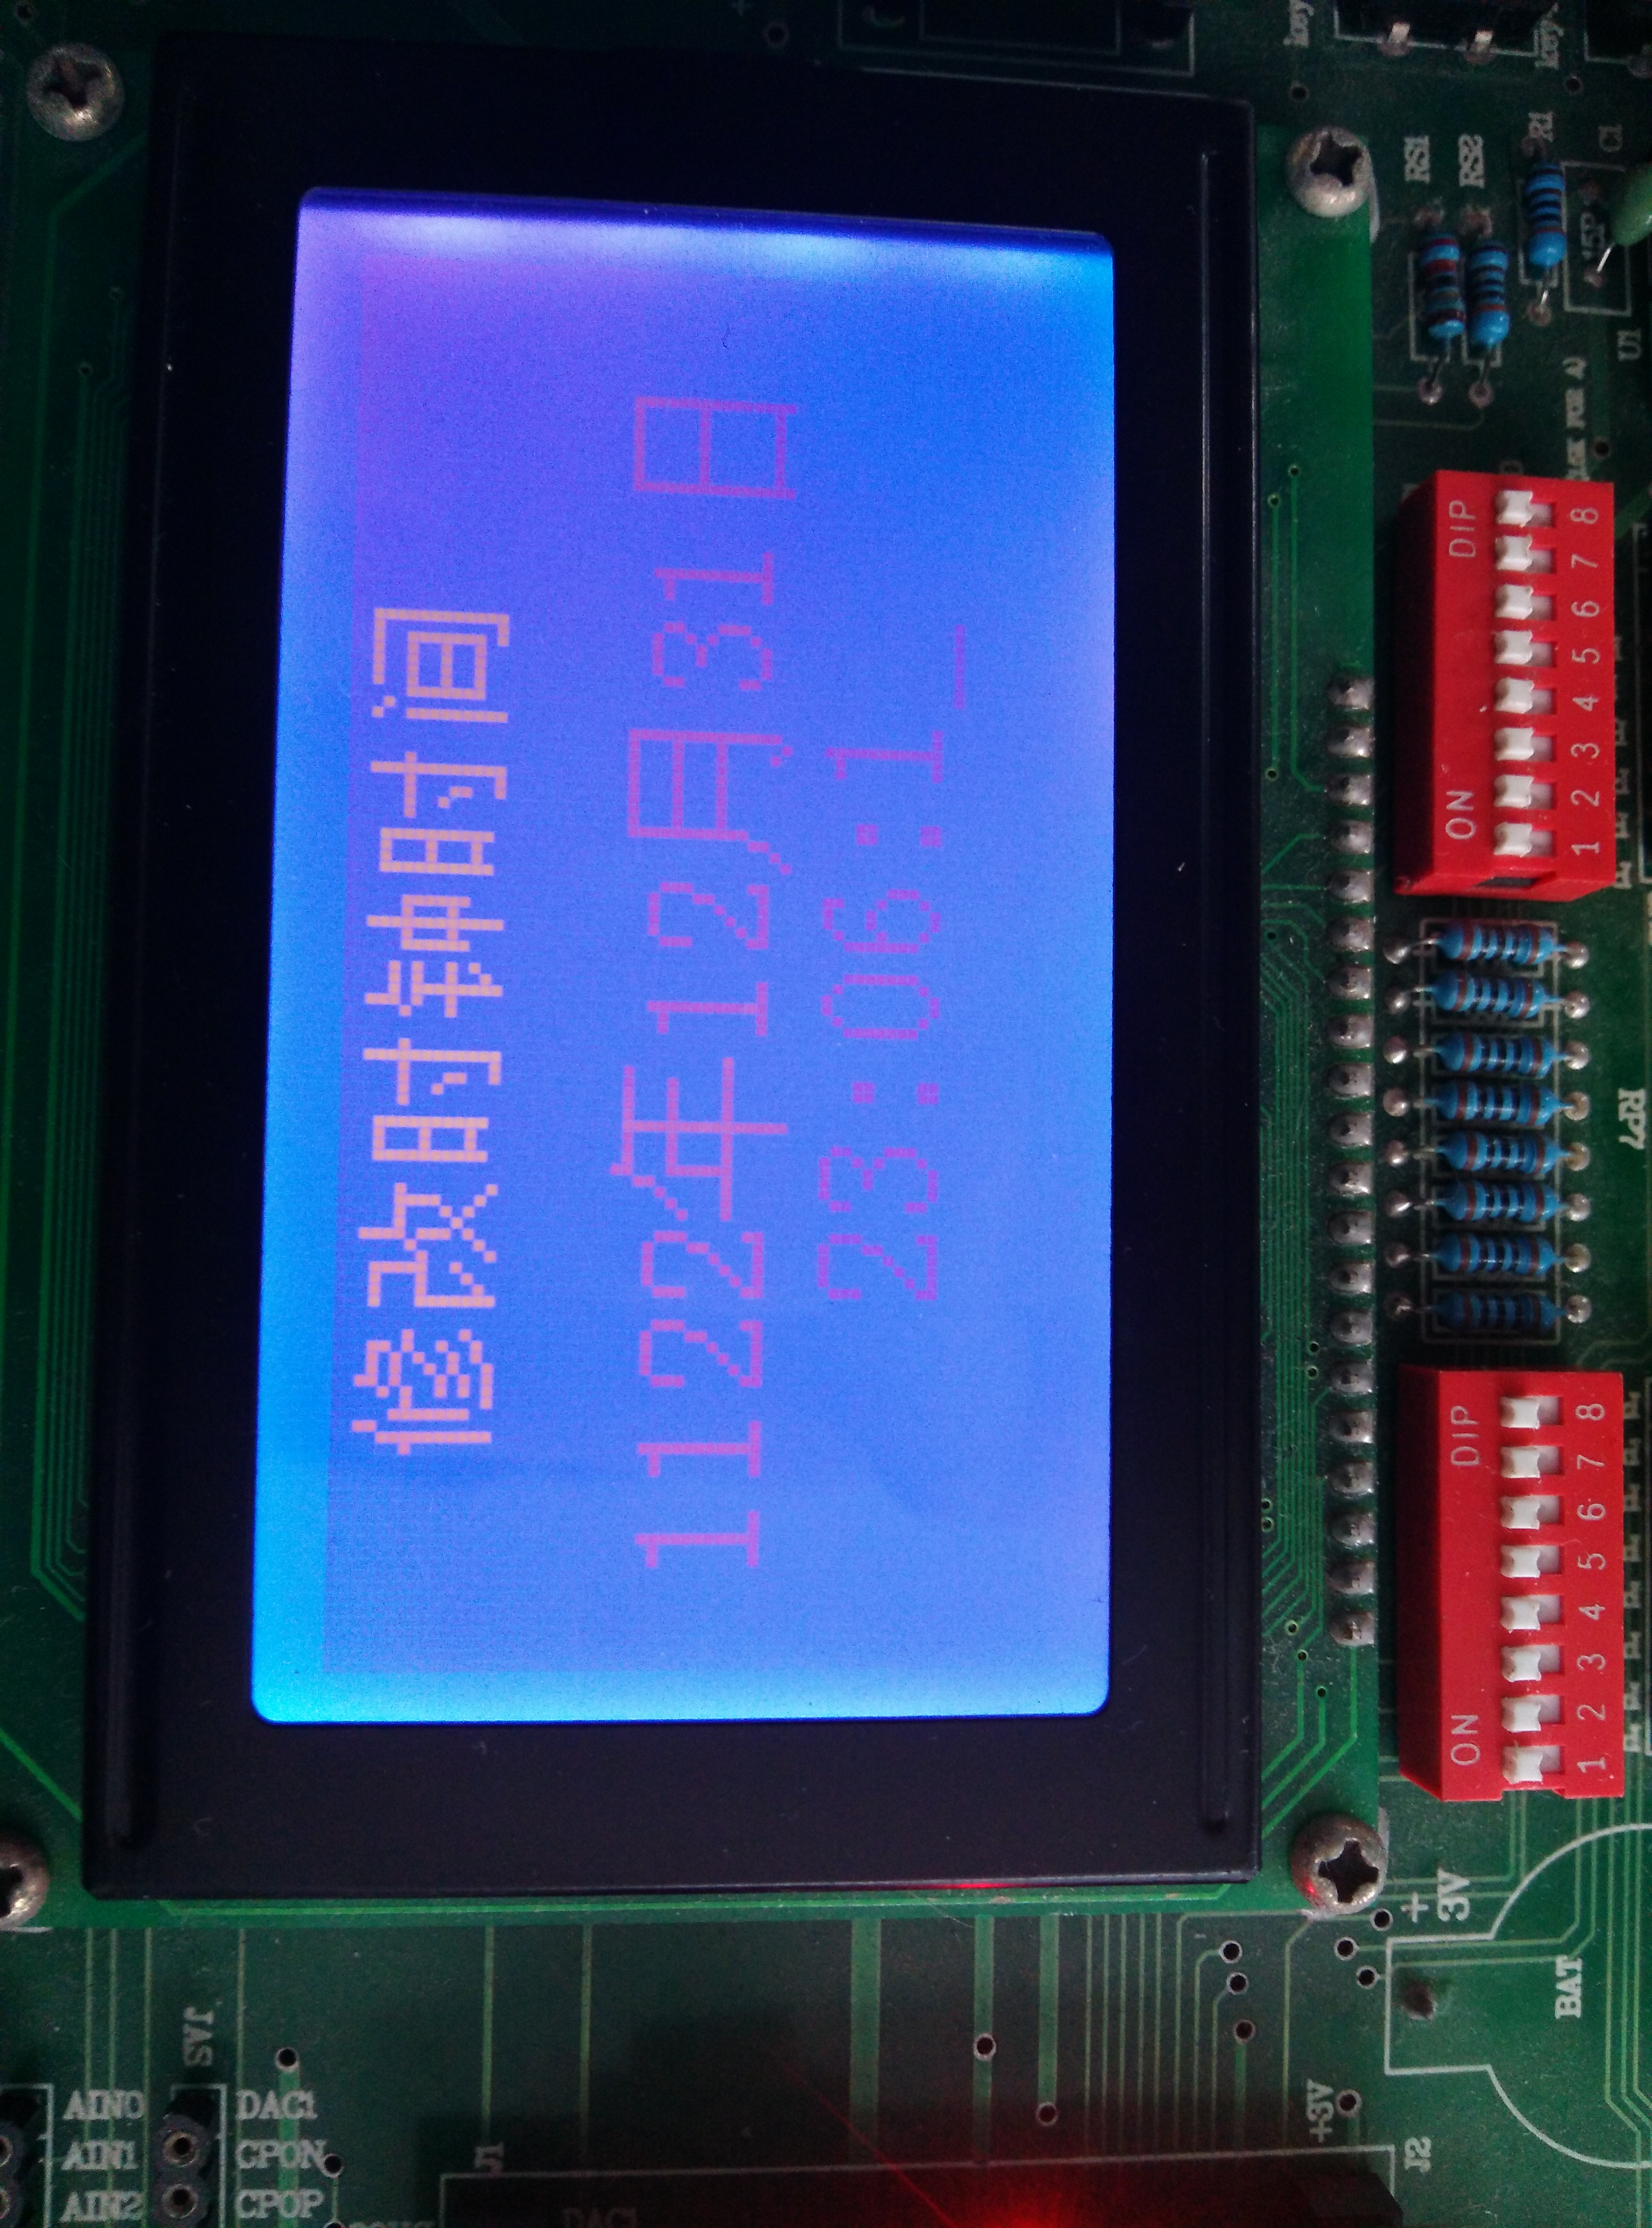 AIN2
AIN1
AIN0
JV2
CPOP
CPON
DAC1
J1
DAC1
修改时钟时间
1122年12月31日
23:06:1_
+3V
J2
+
3V
BAT
ON DIP
1 2 3 4 5 6 7 8
ON DIP
1 2 3 4 5 6 7 8
RP7
RS1
RS2
R1
15P
C1
U1
key
key